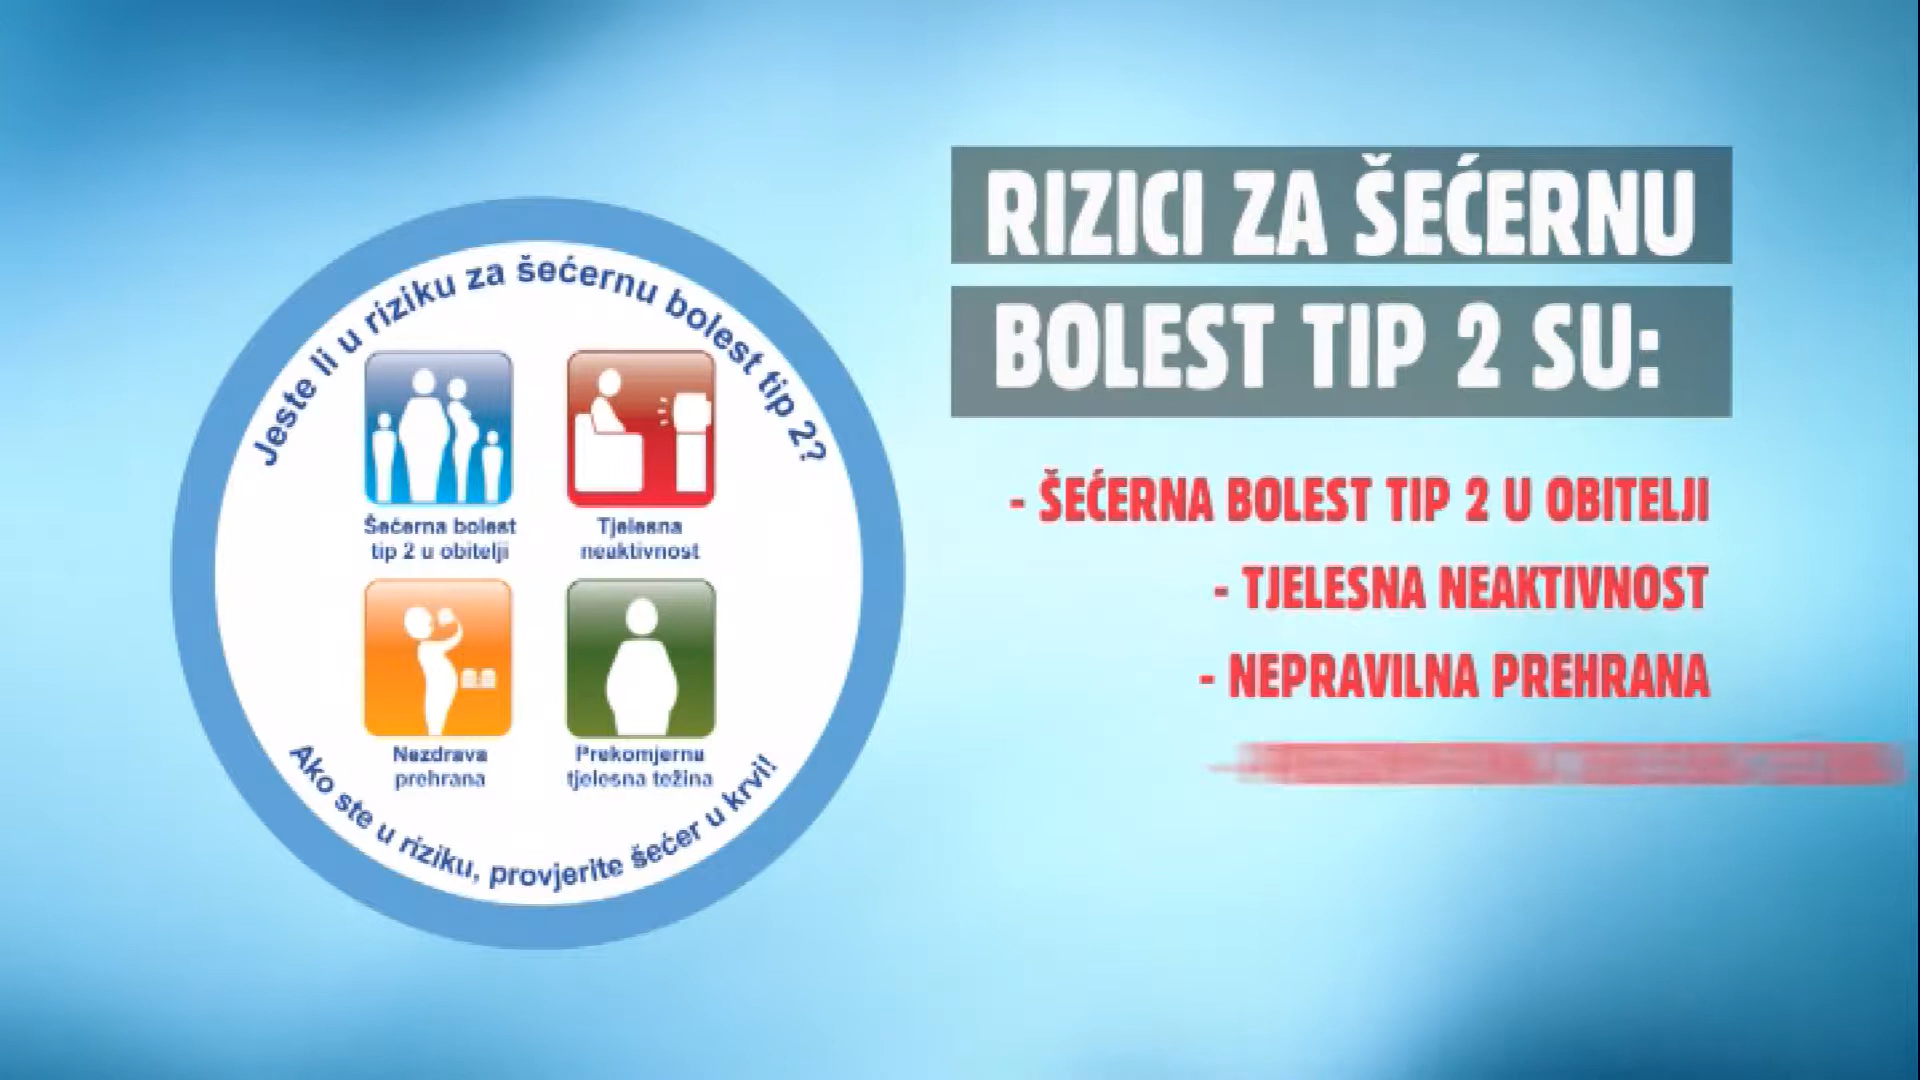 Jeste li u riziku za šećernu bolest tip 2?
Šećerna bolest
tip 2 u obitelji
Tjelesna
neaktivnost
Nezdrava
prehrana
Prekomjerna
tjelesna težina
Ako ste u riziku, provjerite šećer u krvi!
RIZICI ZA ŠEĆERNU
BOLEST TIP 2 SU:
- ŠEĆERNA BOLEST TIP 2 U OBITELJI
- TJELESNA NEAKTIVNOST
- NEPRAVILNA PREHRANA